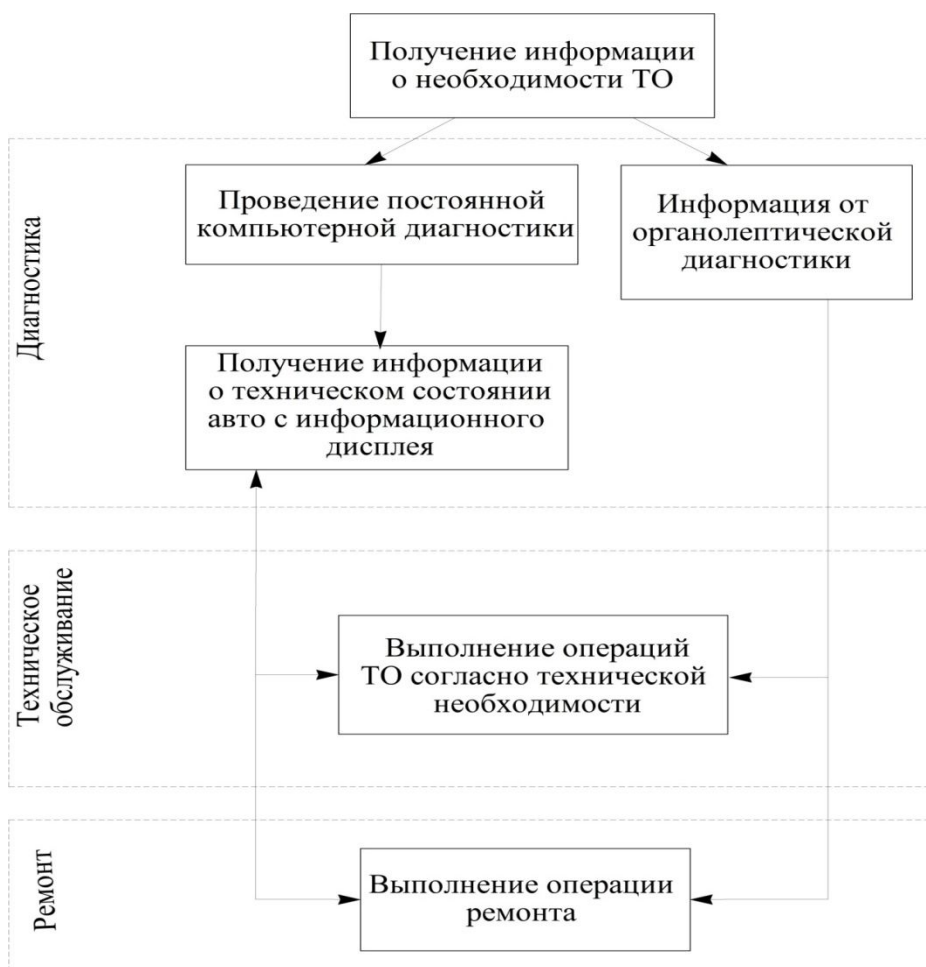 Получение информации
о необходимости ТО
Диагностика
Проведение постоянной
компьютерной диагностики
Информация от
органолептической
диагностики
Получение информации
о техническом состоянии
авто с информационного
дисплея
Техническое
обслуживание
Выполнение операций
ТО согласно технической
необходимости
Ремонт
Выполнение операции
ремонта